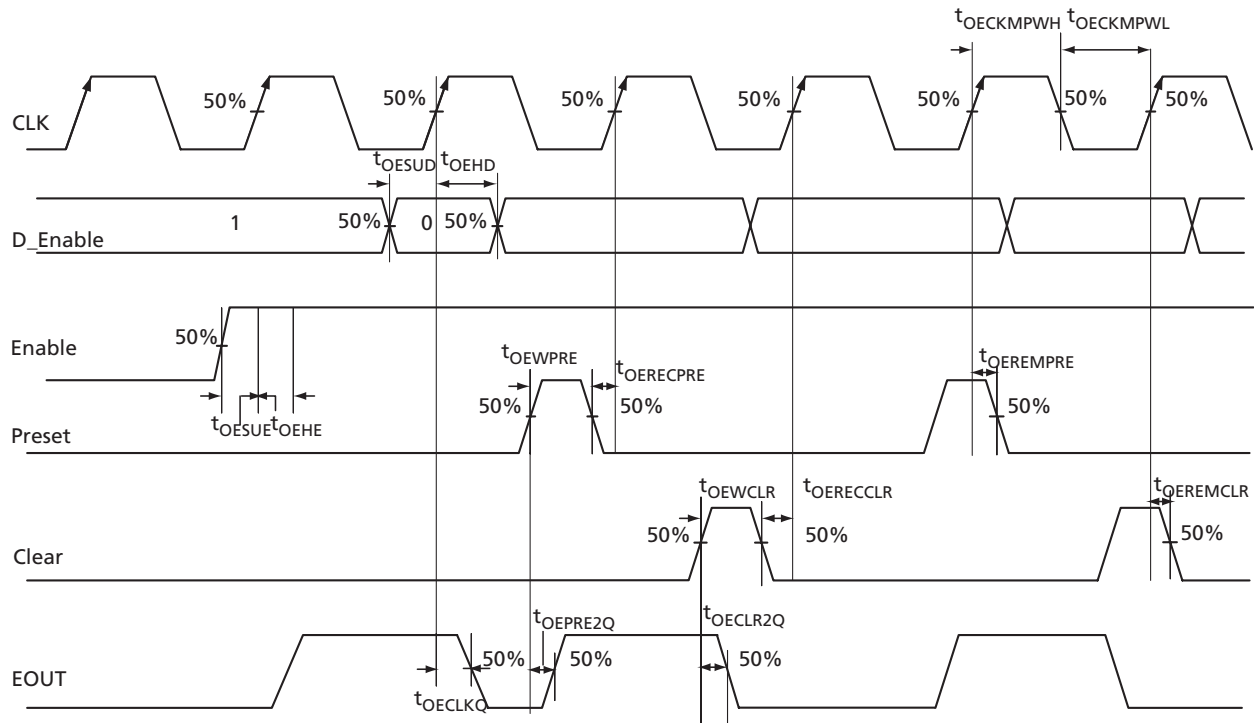 tOECKMPWH tOECKMPWL
CLK 50% 50% 50% 50% 50% 50% 50%
tOESUD tOEHD
D_Enable 1 50% 0 50%
Enable 50%
tOESUE tOEHE
tOEWPRE tOERECPRE tOEREMPRE
Preset 50% 50% 50%
tOEWCLR tOERECCLR tOEREMCLR
Clear 50% 50% 50%
tOEPRE2Q tOECLR2Q
EOUT 50% 50% 50%
tOECLKQ